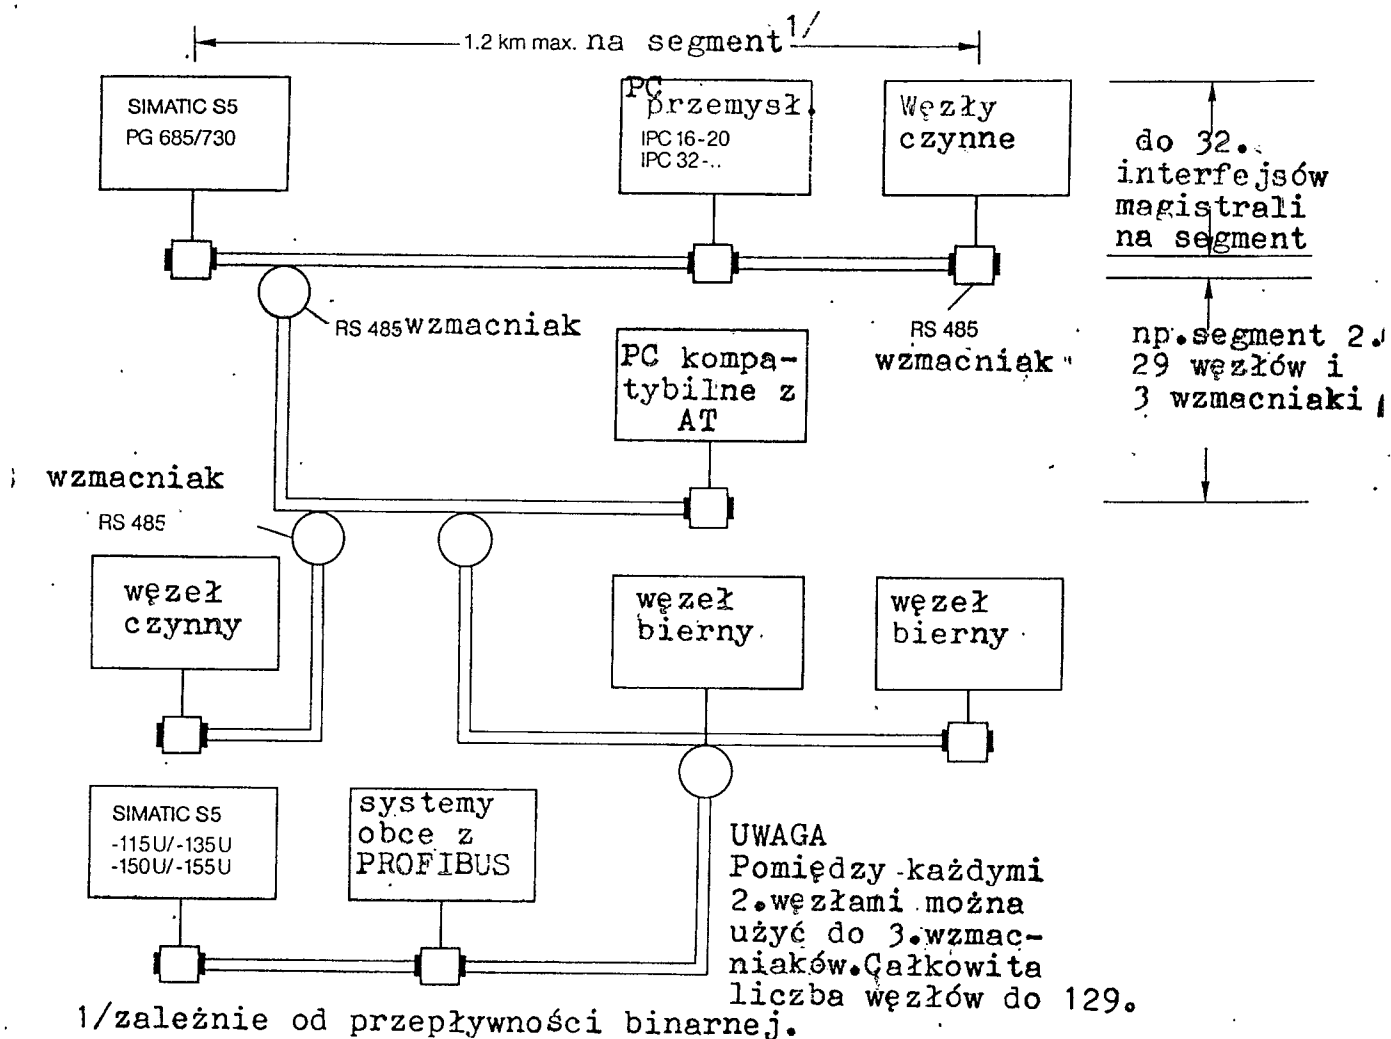 1.2 km max. na segment 1/
SIMATIC S5
PG 685/730
PC
przemysł.
IPC 16-20
IPC 32-..
Węzły
czynne
do 32.
interfejsów
magistrali
na segment
RS 485 wzmacniak
RS 485
wzmacniak
np.segment 2.
29 węzłów i
3 wzmacniaki
PC kompa-
tybilne z
AT
wzmacniak
RS 485
węzeł
czynny
węzeł
bierny
węzeł
bierny
SIMATIC S5
-115U/-135U
-150U/-155U
systemy
obce z
PROFIBUS
UWAGA
Pomiędzy każdymi
2.węzłami można
użyć do 3.wzmac-
niaków.Całkowita
liczba węzłów do 129.
1/zależnie od przepływności binarnej.